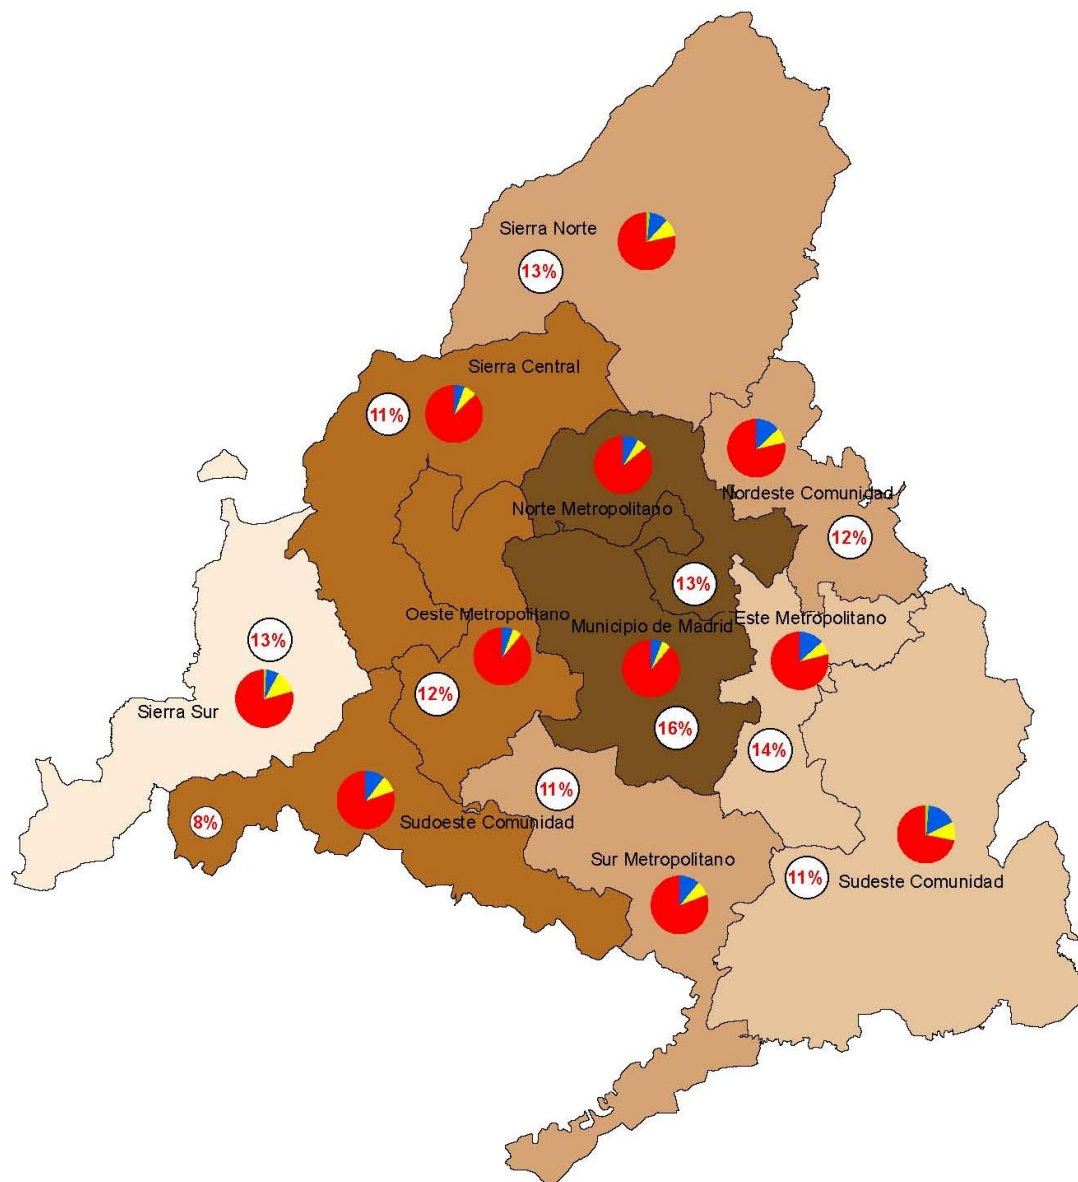 Sierra Norte
13%
Sierra Central
11%
Norte Metropolitano
Nordeste Comunidad
12%
13%
Oeste Metropolitano
Municipio de Madrid
Este Metropolitano
13%
12%
Sierra Sur
16%
14%
11%
8%
Sudoeste Comunidad
Sur Metropolitano
11%
Sudeste Comunidad